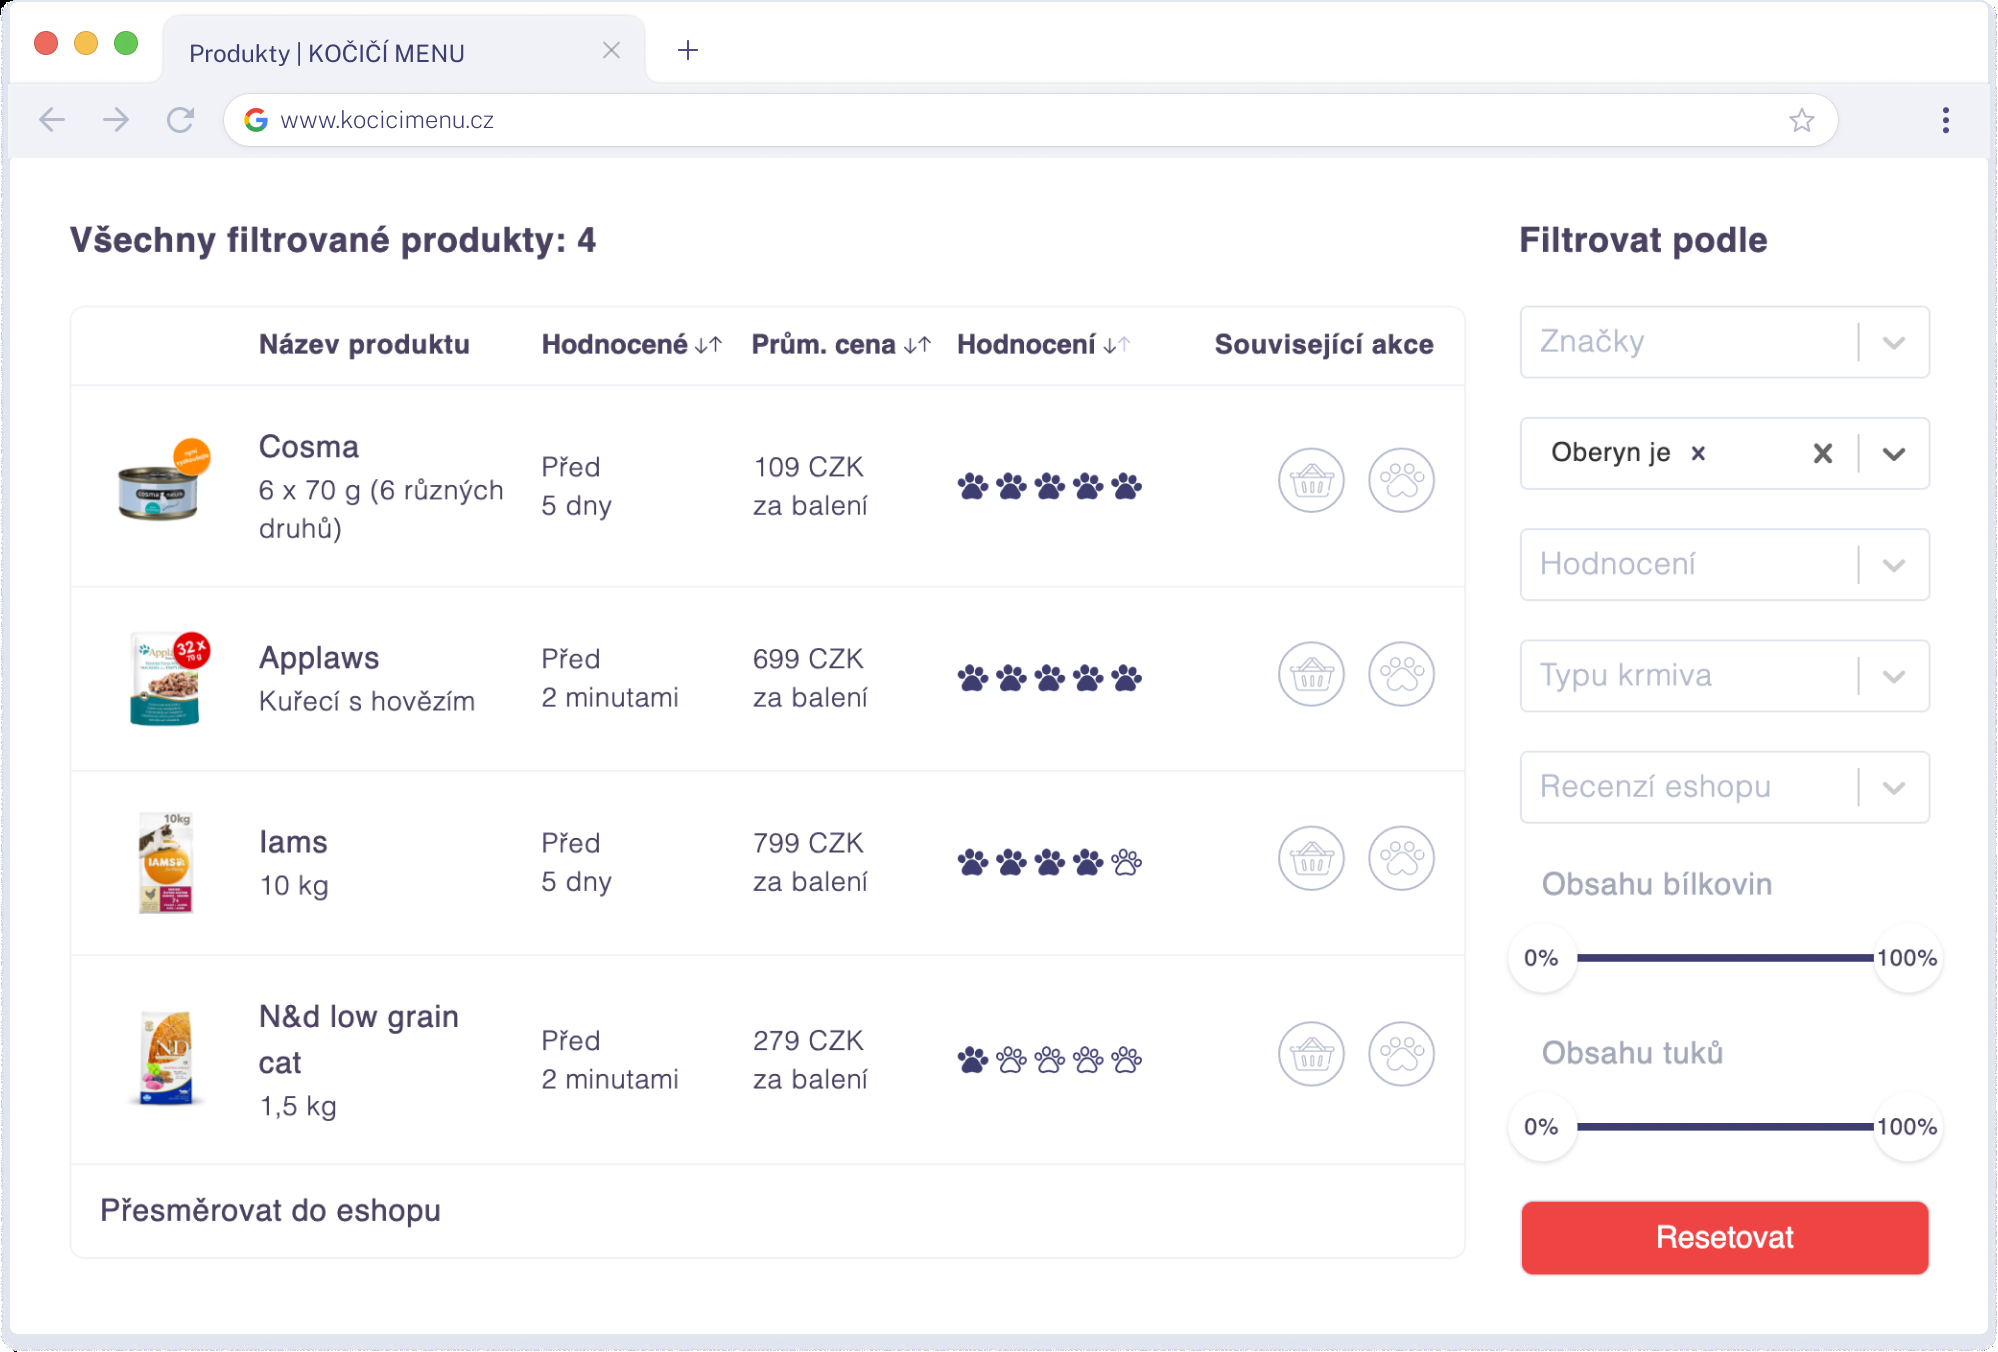 Produkty | KOČIČÍ MENU
www.kocicimenu.cz
Všechny filtrované produkty: 4
Název produktu Hodnocené Prům. cena Hodnocení Související akce
Cosma
6 x 70 g (6 různých
druhů)
Před
5 dny
109 CZK
za balení
cosma nature
Applaws
Kuřecí s hovězím
Před
2 minutami
699 CZK
za balení
32 x
70 g
Iams
10 kg
Před
5 dny
799 CZK
za balení
10kg
IAMS
N&d low grain
cat
1,5 kg
Před
2 minutami
279 CZK
za balení
ND
Přesměrovat do eshopu
Filtrovat podle
Značky
Oberyn je
Hodnocení
Typu krmiva
Recenzí eshopu
Obsahu bílkovin
0% 100%
Obsahu tuků
0% 100%
Resetovat